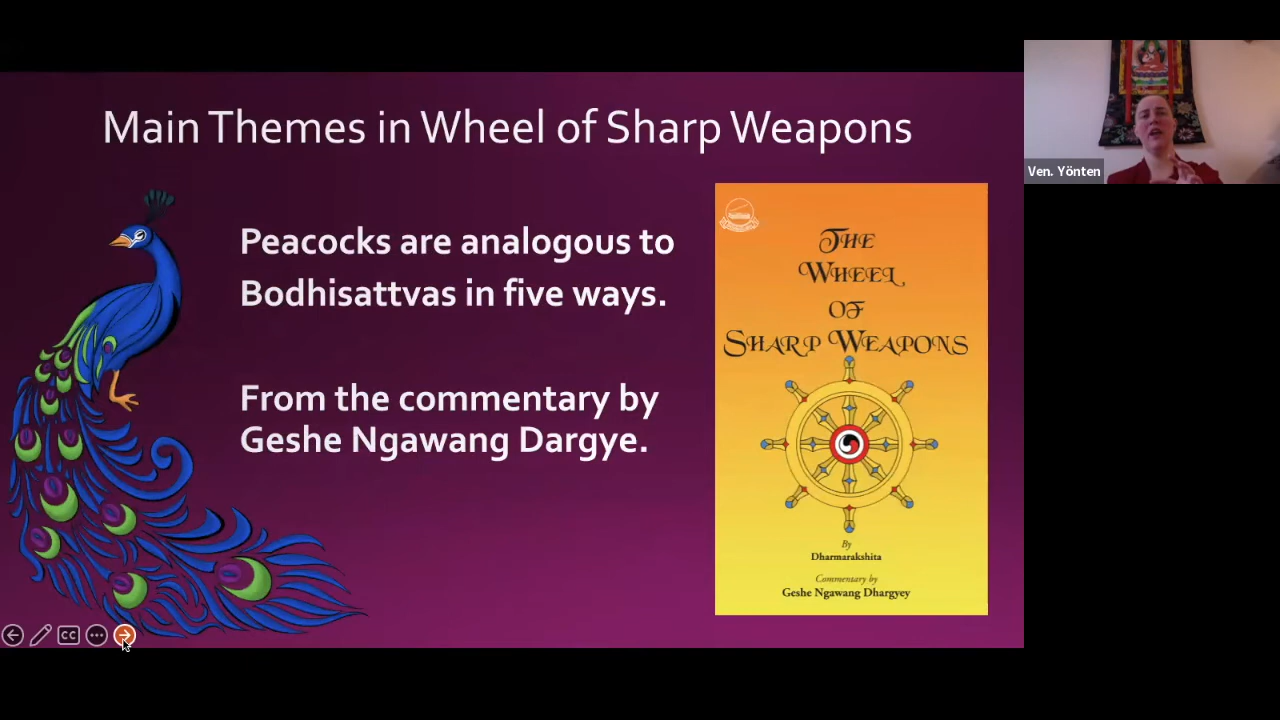 Main Themes in Wheel of Sharp Weapons
Peacocks are analogous to
Bodhisattvas in five ways.
From the commentary by
Geshe Ngawang Dargye.
THE
WHEEL
OF
SHARP WEAPONS
By
Dharmarakshita
Commentary by
Geshe Ngawang Dhargyey
Ven. Yönten
CC